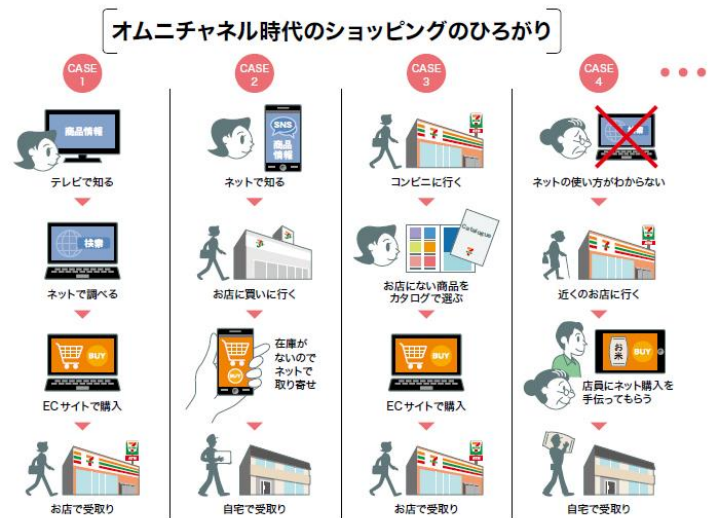 オムニチャネル時代のショッピングのひろがり
CASE
1
商品情報
テレビで知る
検索
ネットで調べる
BUY
ECサイトで購入
7
お店で受取り
CASE
2
SNS
商品
情報
ネットで知る
7
お店に買いに行く
BUY
在庫が
ないので
ネットで
取り寄せ
自宅で受取り
CASE
3
7
コンビニに行く
Catalogue
お店にない商品を
カタログで選ぶ
BUY
ECサイトで購入
7
お店で受取り
CASE
4
検索
ネットの使い方がわからない
7
近くのお店に行く
お米
BUY
店員にネット購入を
手伝ってもらう
自宅で受取り